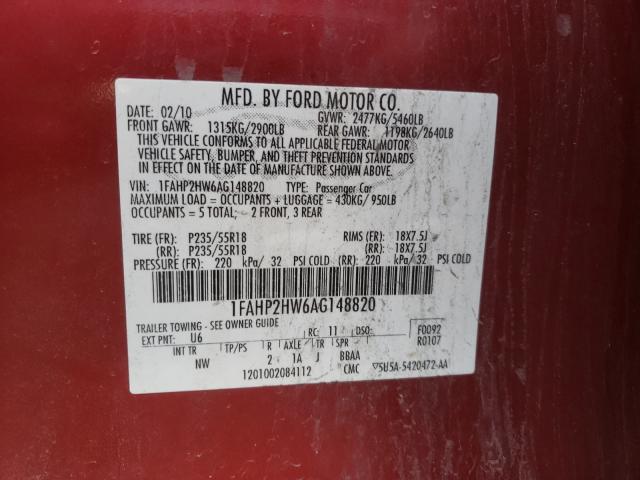 MFD. BY FORD MOTOR CO.
DATE: 02/10 GVWR: 2477KG/5460LB
FRONT GAWR: 1315KG/2900LB REAR GAWR: 1198KG/2640LB
THIS VEHICLE CONFORMS TO ALL APPLICABLE FEDERAL MOTOR
VEHICLE SAFETY, BUMPER, AND THEFT PREVENTION STANDARDS
IN EFFECT ON THE DATE OF MANUFACTURE SHOWN ABOVE.
VIN: 1FAHP2HW6AG148820 TYPE: Passenger Car
MAXIMUM LOAD = OCCUPANTS + LUGGAGE = 430KG/ 950LB
OCCUPANTS = 5 TOTAL: - 2 FRONT, 3 REAR
TIRE (FR): P235/55R18 RIMS (FR): 18X7.5J
(RR): P235/55R18 (RR): 18X7.5J
PRESSURE (FR): 220 kPa/ 32 PSI COLD (RR): 220 kPa/ 32 PSI COLD
1FAHP2HW6AG148820
TRAILER TOWING - SEE OWNER GUIDE
EXT PNT: U6 RC: 11 DSO: F0092
R0107
INT TR TP/PS R AXLE TR SPR
NW 2 1A J BBAA
1201002084112 CMC 5U5A-5420472-AA